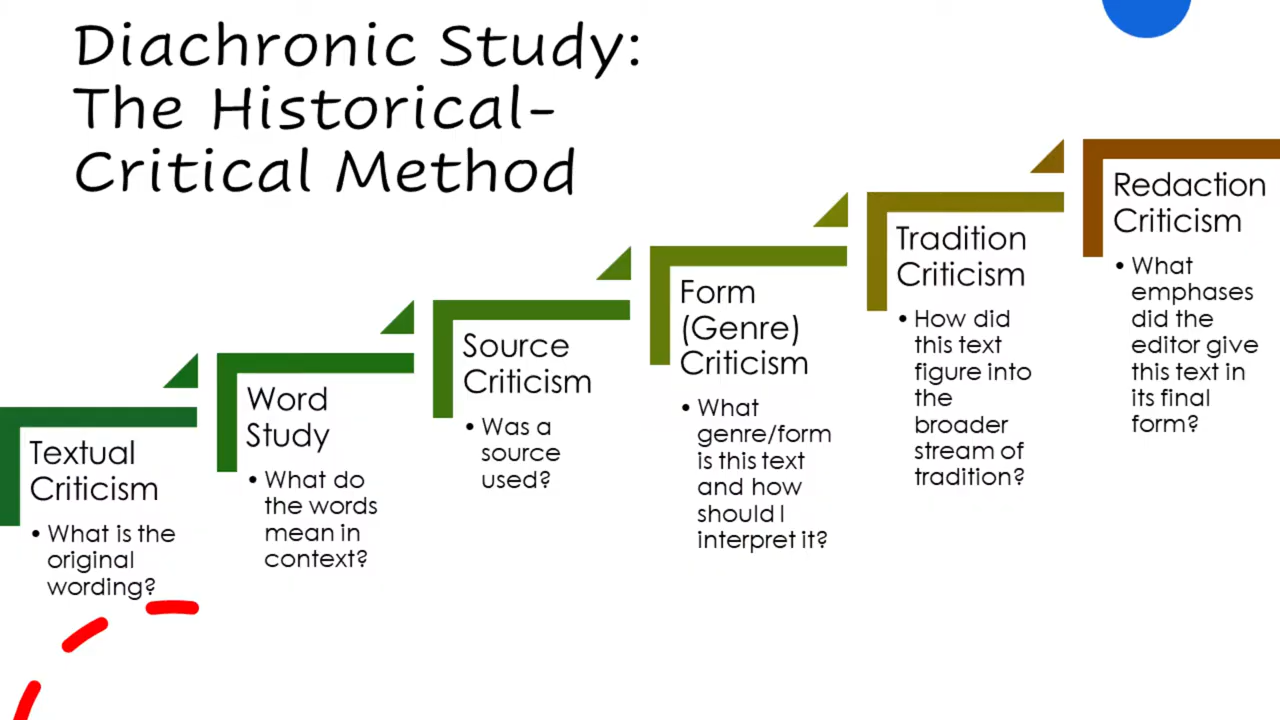 Diachronic Study:
The Historical-
Critical Method
Textual
Criticism
• What is the
original
wording?
Word
Study
• What do
the words
mean in
context?
Source
Criticism
• Was a
source
used?
Form
(Genre)
Criticism
• What
genre/form
is this text
and how
should I
interpret it?
Tradition
Criticism
• How did
this text
figure into
the
broader
stream of
tradition?
Redaction
Criticism
• What
emphases
did the
editor give
this text in
its final
form?